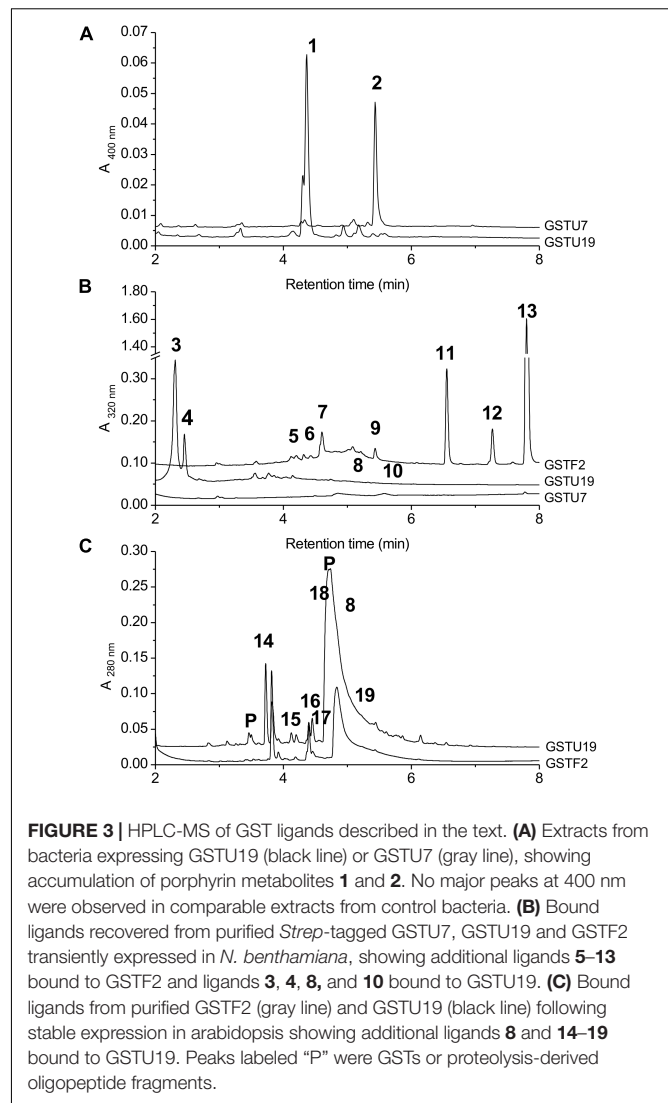 A
0.07
0.06
0.05
0.04
0.03
0.02
0.01
0.00
A 400 nm
1
2
GSTU7
GSTU19
2
4
6
8
Retention time (min)
B
1.80
1.60
1.40
0.30
0.20
0.10
0.00
A 320 nm
3
4
5
6
7
8
9
10
11
12
13
GSTF2
GSTU19
GSTU7
2
4
6
8
Retention time (min)
C
0.30
0.25
0.20
0.15
0.10
0.05
0.00
A 280 nm
P
14
15
16
17
18
P
8
19
GSTU19
GSTF2
2
4
6
8
FIGURE 3 | HPLC-MS of GST ligands described in the text. (A) Extracts from
bacteria expressing GSTU19 (black line) or GSTU7 (gray line), showing
accumulation of porphyrin metabolites 1 and 2. No major peaks at 400 nm
were observed in comparable extracts from control bacteria. (B) Bound
ligands recovered from purified Strep-tagged GSTU7, GSTU19 and GSTF2
transiently expressed in N. benthamiana, showing additional ligands 5–13
bound to GSTF2 and ligands 3, 4, 8, and 10 bound to GSTU19. (C) Bound
ligands from purified GSTF2 (gray line) and GSTU19 (black line) following
stable expression in arabidopsis showing additional ligands 8 and 14–19
bound to GSTU19. Peaks labeled “P” were GSTs or proteolysis-derived
oligopeptide fragments.